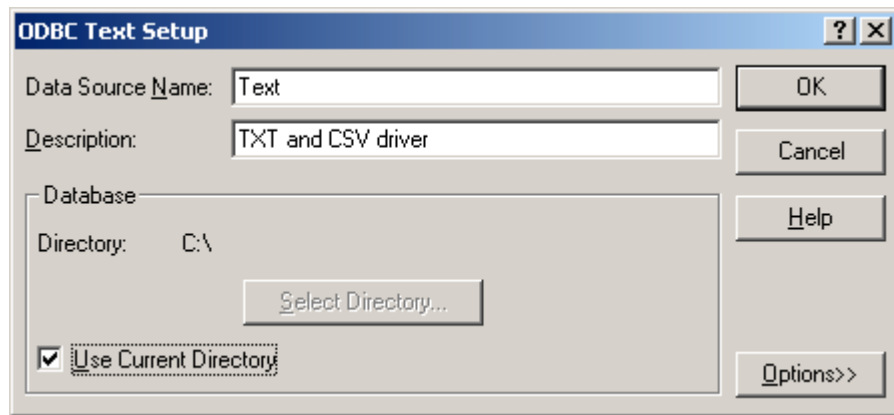 ODBC Text Setup
Data Source Name: Text
OK
Description: TXT and CSV driver
Cancel
Database
Help
Directory: C:\
Select Directory...
Use Current Directory
Options>>